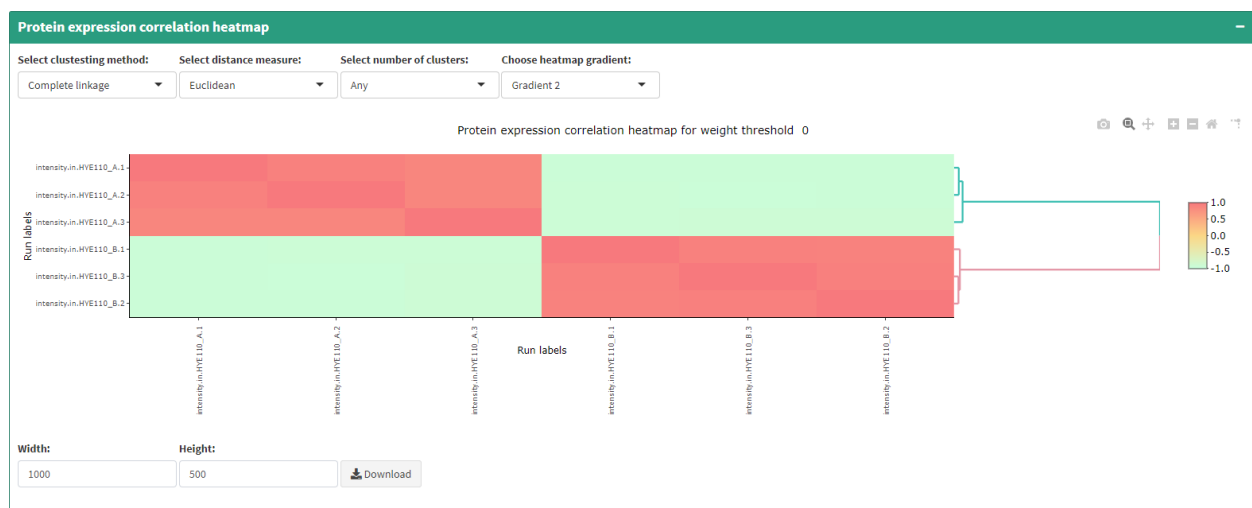 Protein expression correlation heatmap
Select clustesting method: Select distance measure: Select number of clusters: Choose heatmap gradient:
Complete linkage Euclidean Any Gradient 2
Protein expression correlation heatmap for weight threshold 0
intensity.in.HYE110_A.1
intensity.in.HYE110_A.2
intensity.in.HYE110_A.3
intensity.in.HYE110_B.1
intensity.in.HYE110_B.3
intensity.in.HYE110_B.2
Run labels
1.0
0.5
0.0
-0.5
-1.0
intensity.in.HYE110_A.1
intensity.in.HYE110_A.2
intensity.in.HYE110_A.3
intensity.in.HYE110_B.1
intensity.in.HYE110_B.3
intensity.in.HYE110_B.2
Run labels
Width: Height:
1000 500 Download